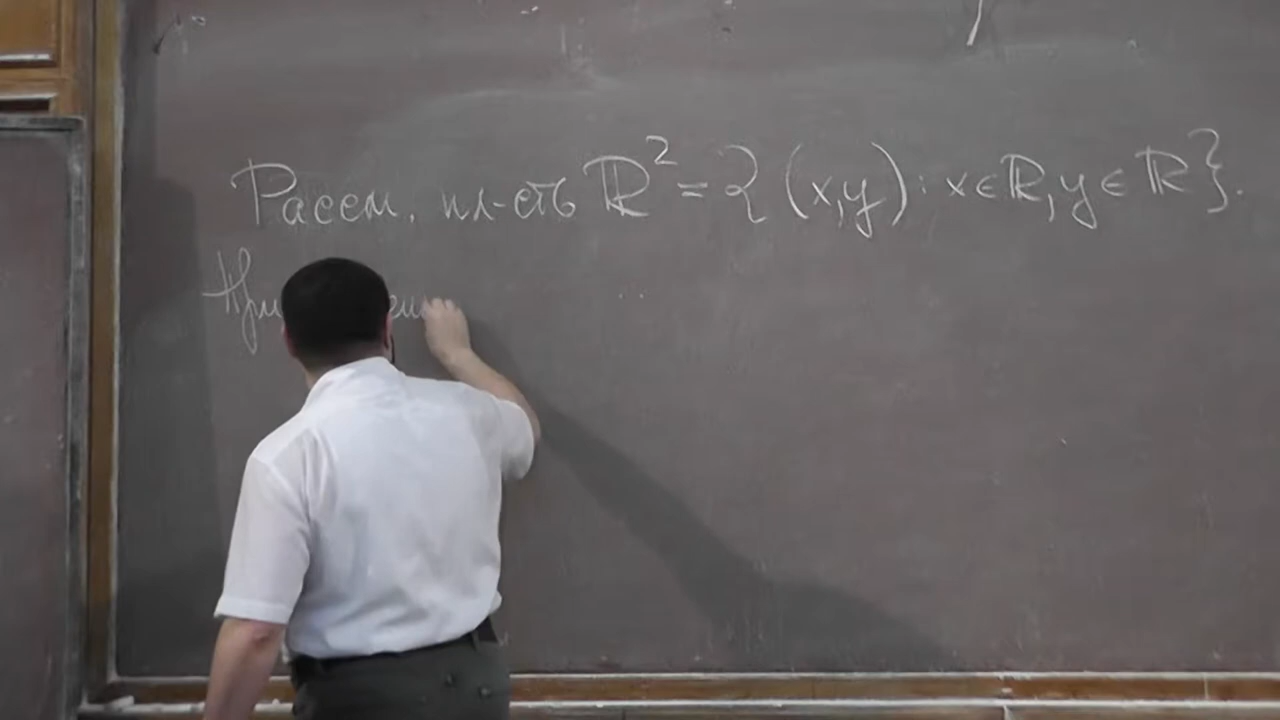 Рассм. пл-сть ℝ² = {(x,y): x∈ℝ, y∈ℝ}.